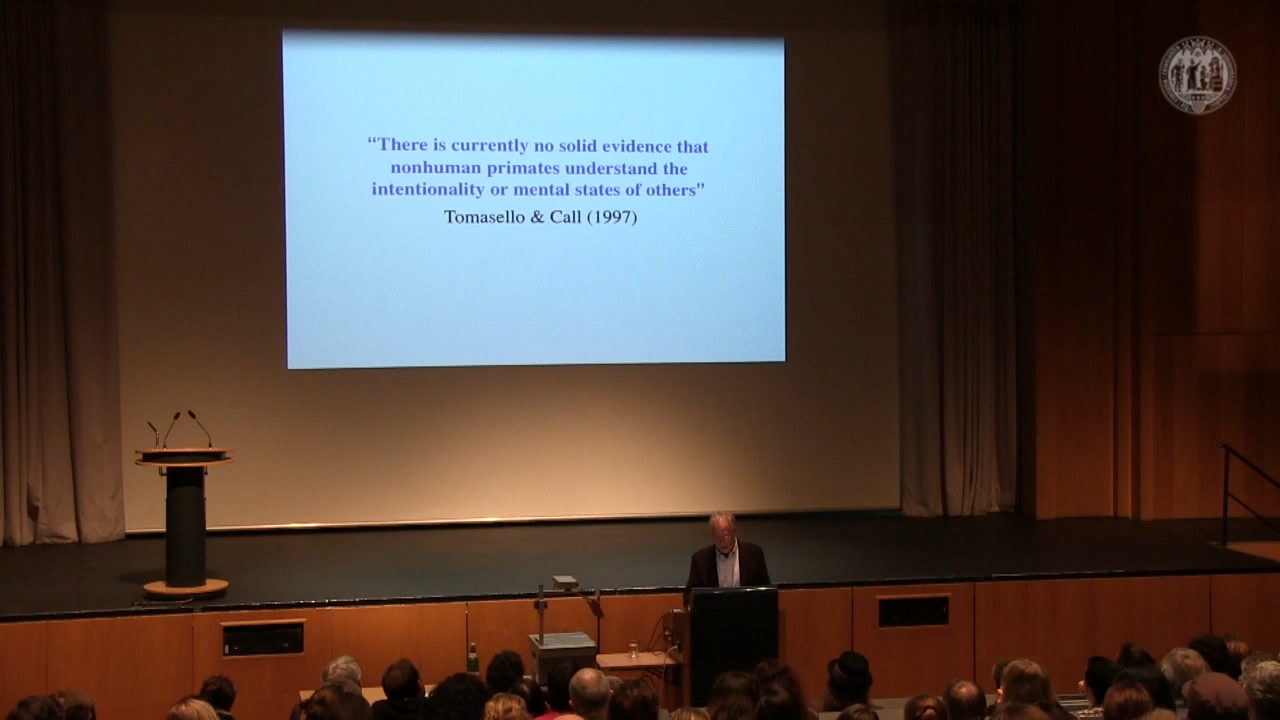 “There is currently no solid evidence that
nonhuman primates understand the
intentionality or mental states of others”
Tomasello & Call (1997)